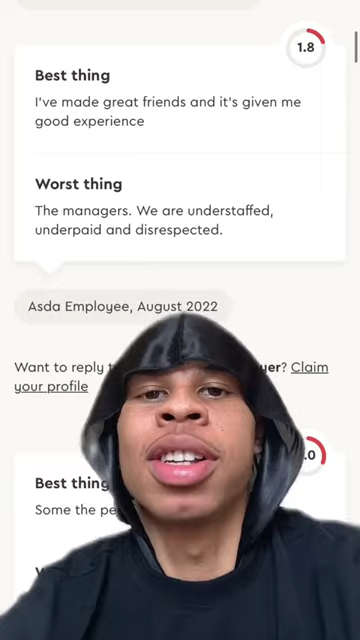 1.8
Best thing
I've made great friends and it's given me
good experience
Worst thing
The managers. We are understaffed,
underpaid and disrespected.
Asda Employee, August 2022
Want to reply
? Claim
your profile
.0
Best thing
Some the